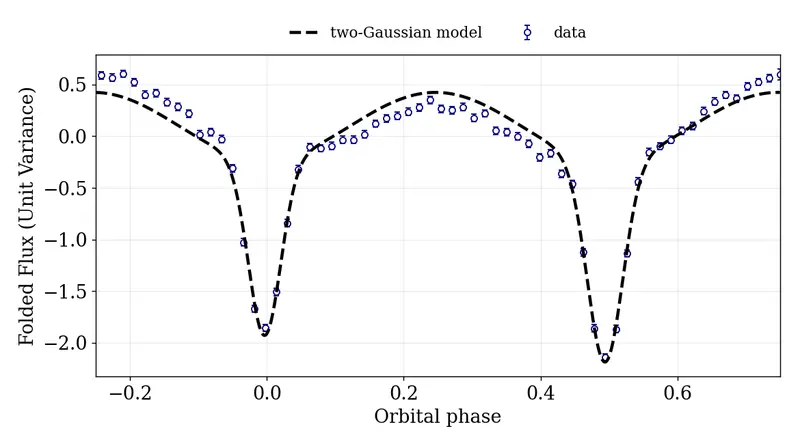 two-Gaussian model
data
Folded Flux (Unit Variance)
0.5
0.0
−0.5
−1.0
−1.5
−2.0
−0.2
0.0
0.2
0.4
0.6
Orbital phase